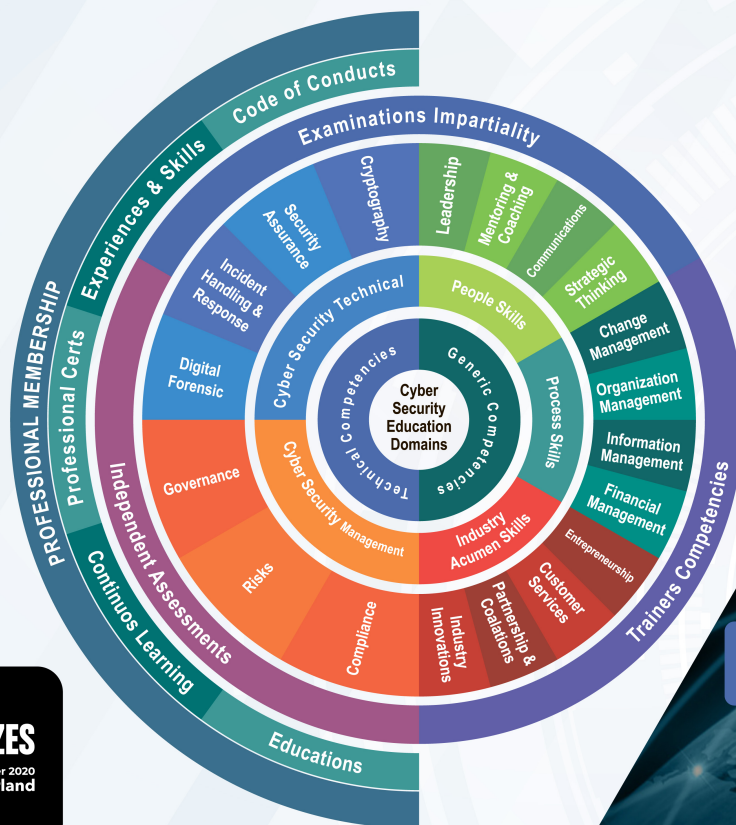 PROFESSIONAL MEMBERSHIP
Code of Conducts
Experiences & Skills
Professional Certs
Continuos Learning
Educations
Examinations Impartiality
Independent Assessments
Trainers Competencies
Cryptography
Security
Assurance
Incident
Handling &
Response
Digital
Forensic
Governance
Risks
Compliance
Leadership
Mentoring &
Coaching
Communications
Strategic
Thinking
Change
Management
Organization
Management
Information
Management
Financial
Management
Entrepreneurship
Customer
Services
Partnership &
Coalations
Industry
Innovations
Cyber Security Technical
Cyber Security Management
People Skills
Process Skills
Industry
Acumen Skills
Technical Competencies
Generic Competencies
Cyber
Security
Education
Domains
ZES
r 2020
rland